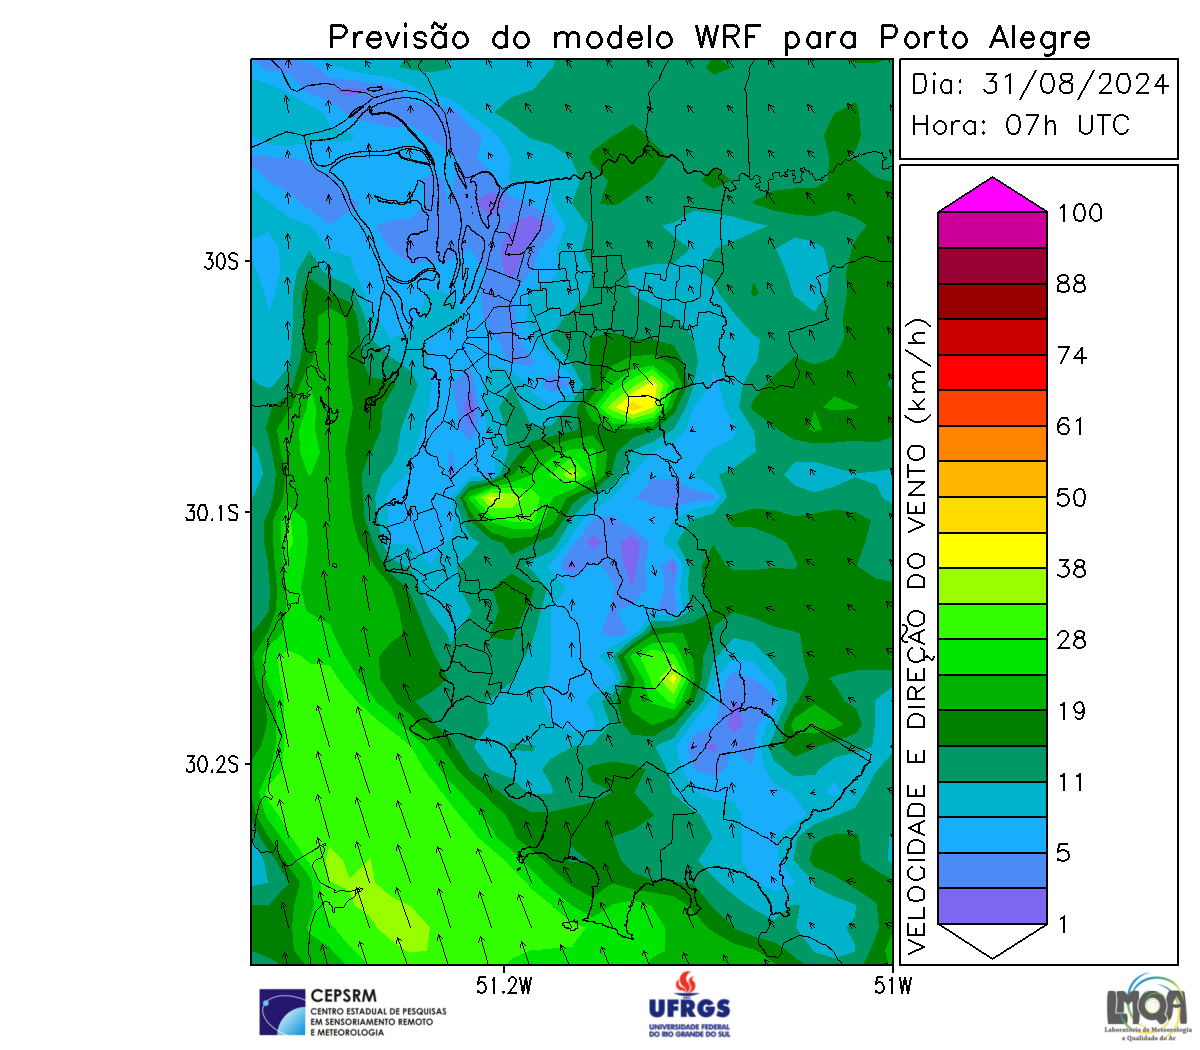 Previsão do modelo WRF para Porto Alegre
Dia: 31/08/2024
Hora: 07h UTC
100
88
74
61
50
38
28
19
11
5
1
VELOCIDADE E DIREÇÃO DO VENTO (km/h)
30S
30.1S
30.2S
51.2W
51W
CEPSRM
CENTRO ESTADUAL DE PESQUISAS
EM SENSORIAMENTO REMOTO
E METEOROLOGIA
UFRGS
UNIVERSIDADE FEDERAL
DO RIO GRANDE DO SUL
LMQA
Laboratório de Meteorologia
e Qualidade do Ar